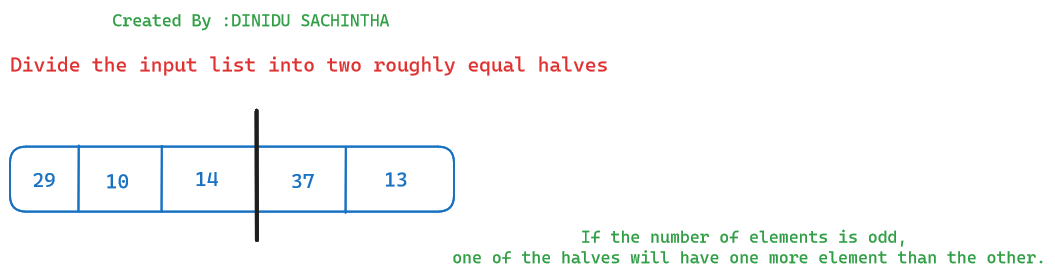 Created By :DINIDU SACHINTHA
Divide the input list into two roughly equal halves
29 10 14 37 13
If the number of elements is odd,
one of the halves will have one more element than the other.